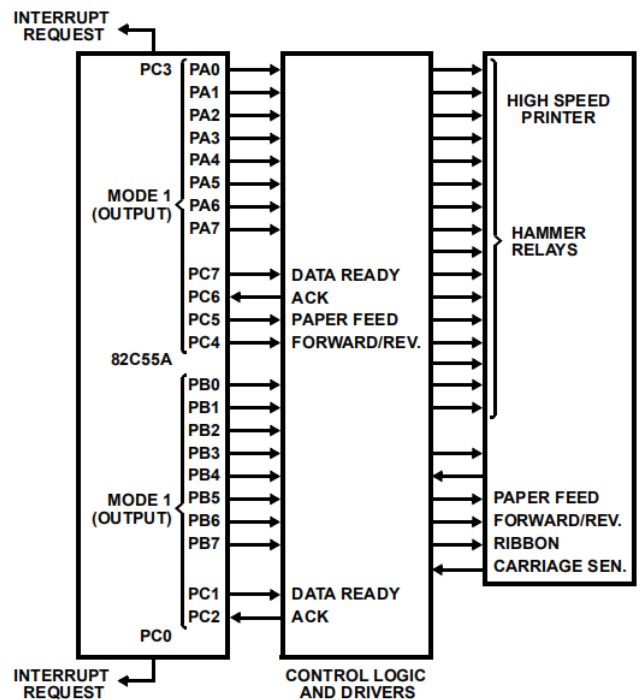 INTERRUPT
REQUEST
PC3
PA0
PA1
PA2
PA3
PA4
PA5
PA6
PA7
MODE 1
(OUTPUT)
PC7
PC6
PC5
PC4
82C55A
PB0
PB1
PB2
PB3
PB4
PB5
PB6
PB7
MODE 1
(OUTPUT)
PC1
PC2
PC0
INTERRUPT
REQUEST
DATA READY
ACK
PAPER FEED
FORWARD/REV.
DATA READY
ACK
CONTROL LOGIC
AND DRIVERS
HIGH SPEED
PRINTER
HAMMER
RELAYS
PAPER FEED
FORWARD/REV.
RIBBON
CARRIAGE SEN.